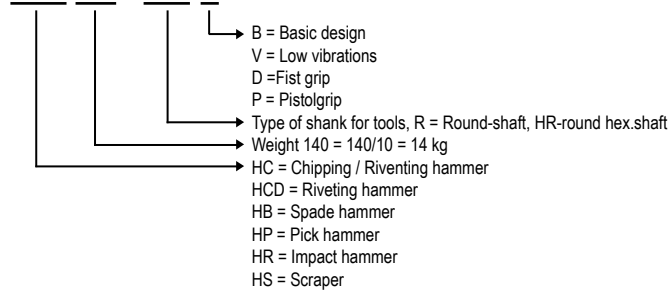 B = Basic design
V = Low vibrations
D =Fist grip
P = Pistolgrip
Type of shank for tools, R = Round-shaft, HR-round hex.shaft
Weight 140 = 140/10 = 14 kg
HC = Chipping / Riventing hammer
HCD = Riveting hammer
HB = Spade hammer
HP = Pick hammer
HR = Impact hammer
HS = Scraper